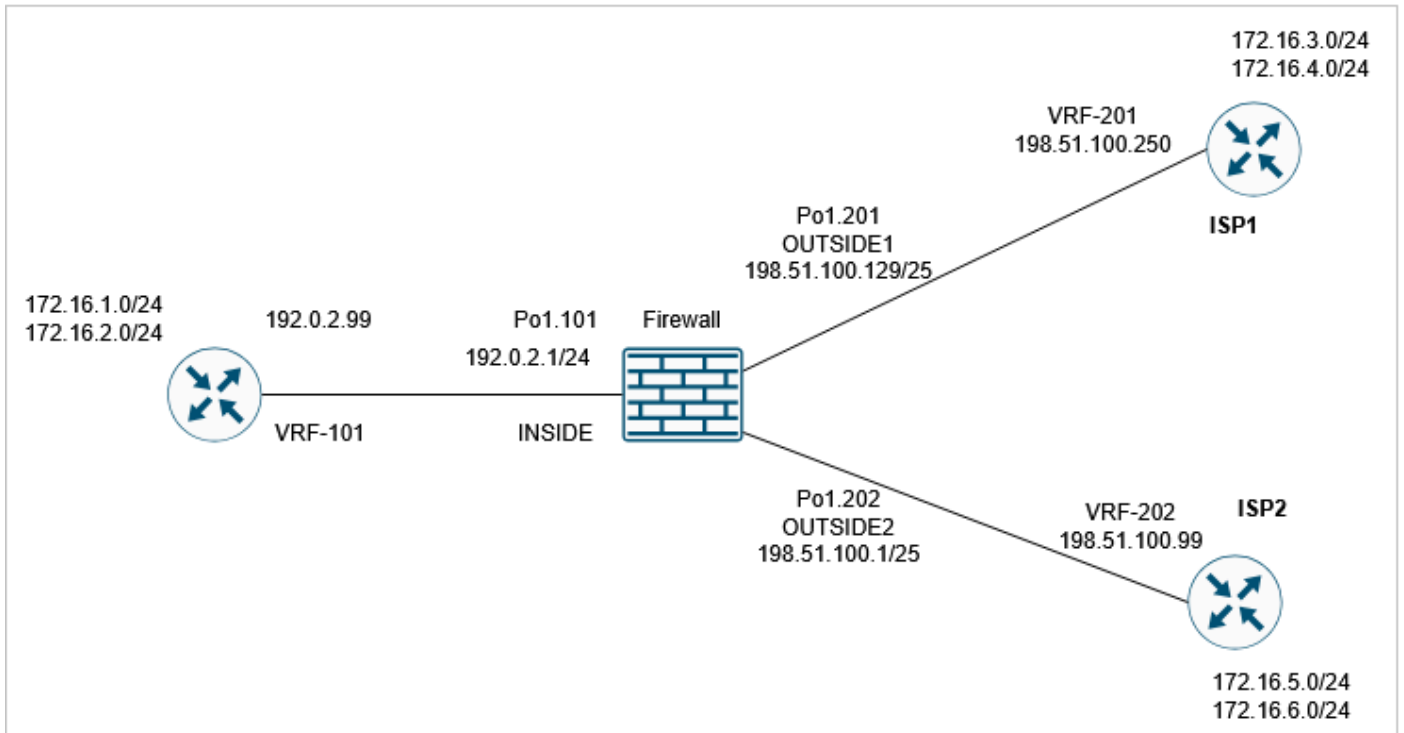 172.16.3.0/24
172.16.4.0/24
VRF-201
198.51.100.250
ISP1
Po1.201
OUTSIDE1
198.51.100.129/25
172.16.1.0/24
172.16.2.0/24
192.0.2.99
Po1.101
Firewall
192.0.2.1/24
VRF-101
INSIDE
Po1.202
OUTSIDE2
198.51.100.1/25
VRF-202
198.51.100.99
ISP2
172.16.5.0/24
172.16.6.0/24